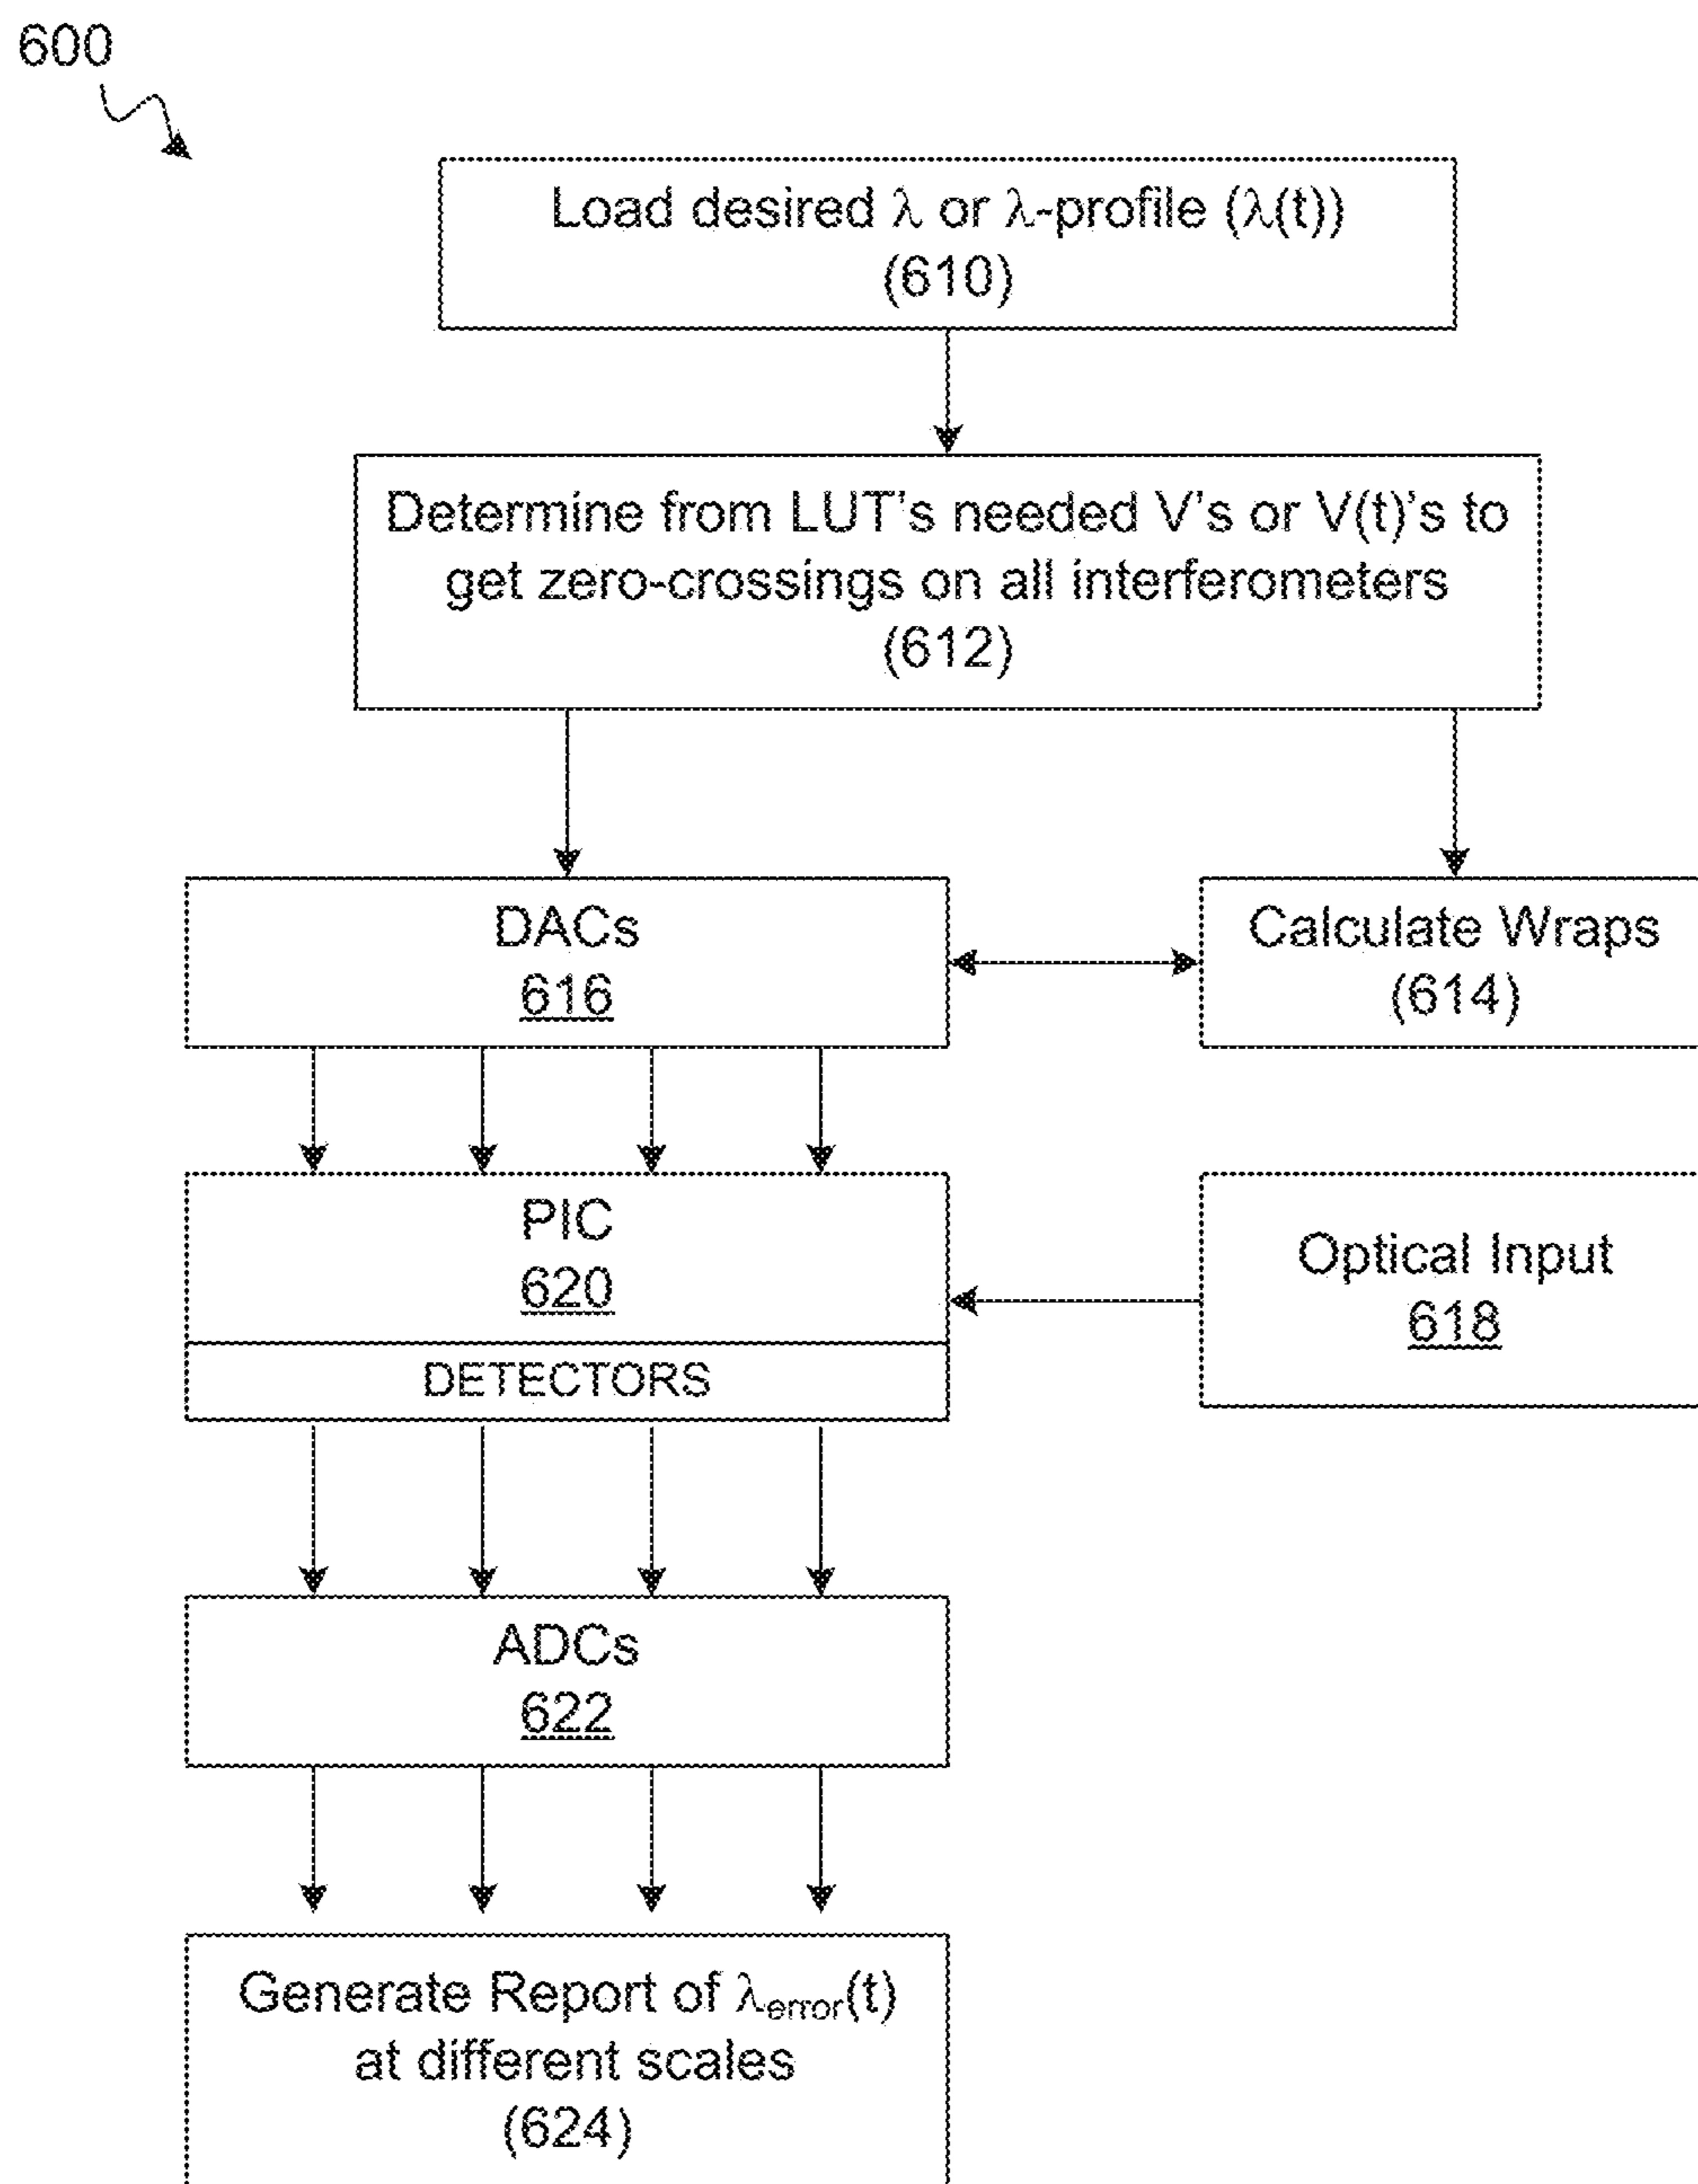 600
Load desired λ or λ-profile (λ(t))
(610)
Determine from LUT's needed V's or V(t)'s to
get zero-crossings on all interferometers
(612)
DACs
616
Calculate Wraps
(614)
PIC
620
DETECTORS
Optical Input
618
ADCs
622
Generate Report of λerror(t)
at different scales
(624)